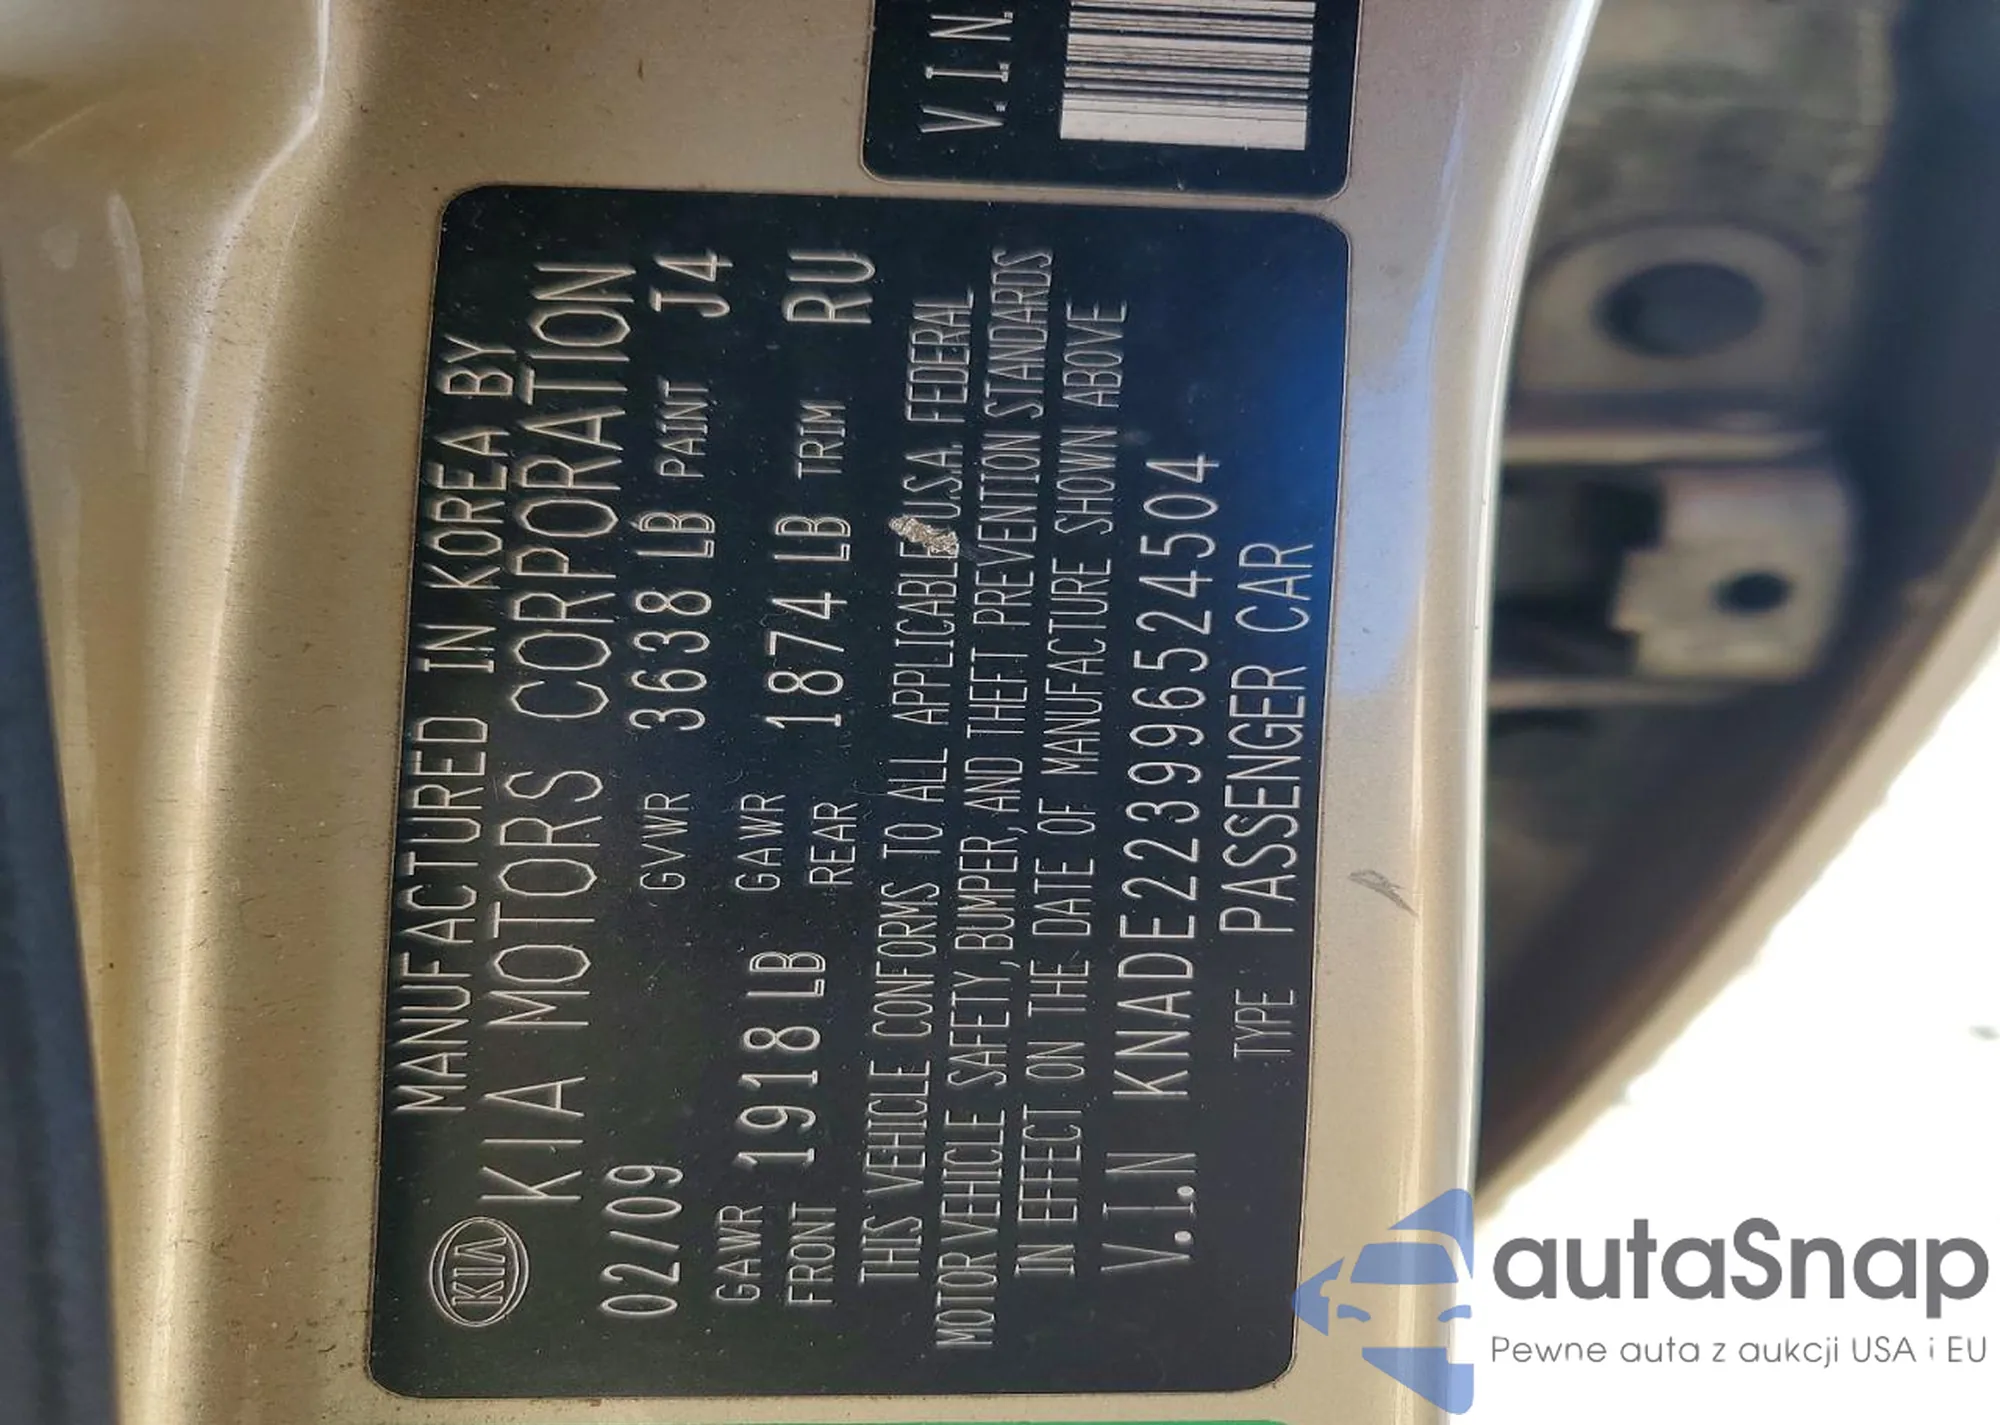 V.I.N
KIA
MANUFACTURED IN KOREA BY
KIA MOTORS CORPORATION
02/09 GVWR 3638 LB PAINT J4
GAWR FRONT 1918 LB GAWR REAR 1874 LB TRIM RU
THIS VEHICLE CONFORMS TO ALL APPLICABLE USA. FEDERAL
MOTOR VEHICLE SAFETY, BUMPER, AND THEFT PREVENTION STANDARDS
IN EFFECT ON THE DATE OF MANUFACTURE SHOWN ABOVE
V.I.N KNADE223996524504
TYPE PASSENGER CAR
autaSnap
Pewne auta z aukcji USA i EU